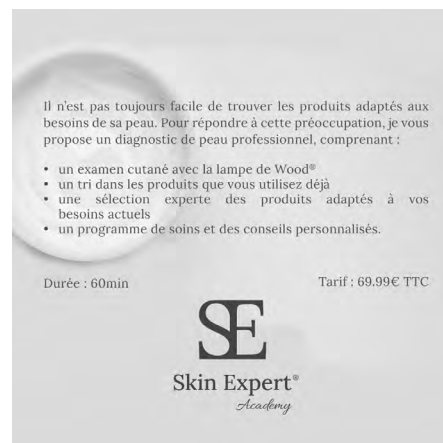 Il n'est pas toujours facile de trouver les produits adaptés aux
besoins de sa peau. Pour répondre à cette préoccupation, je vous
propose un diagnostic de peau professionnel, comprenant :
• un examen cutané avec la lampe de Wood®
• un tri dans les produits que vous utilisez déjà
• une sélection experte des produits adaptés à vos
besoins actuels
• un programme de soins et des conseils personnalisés.
Durée : 60min
Tarif : 69.99€ TTC
SE
Skin Expert®
Academy